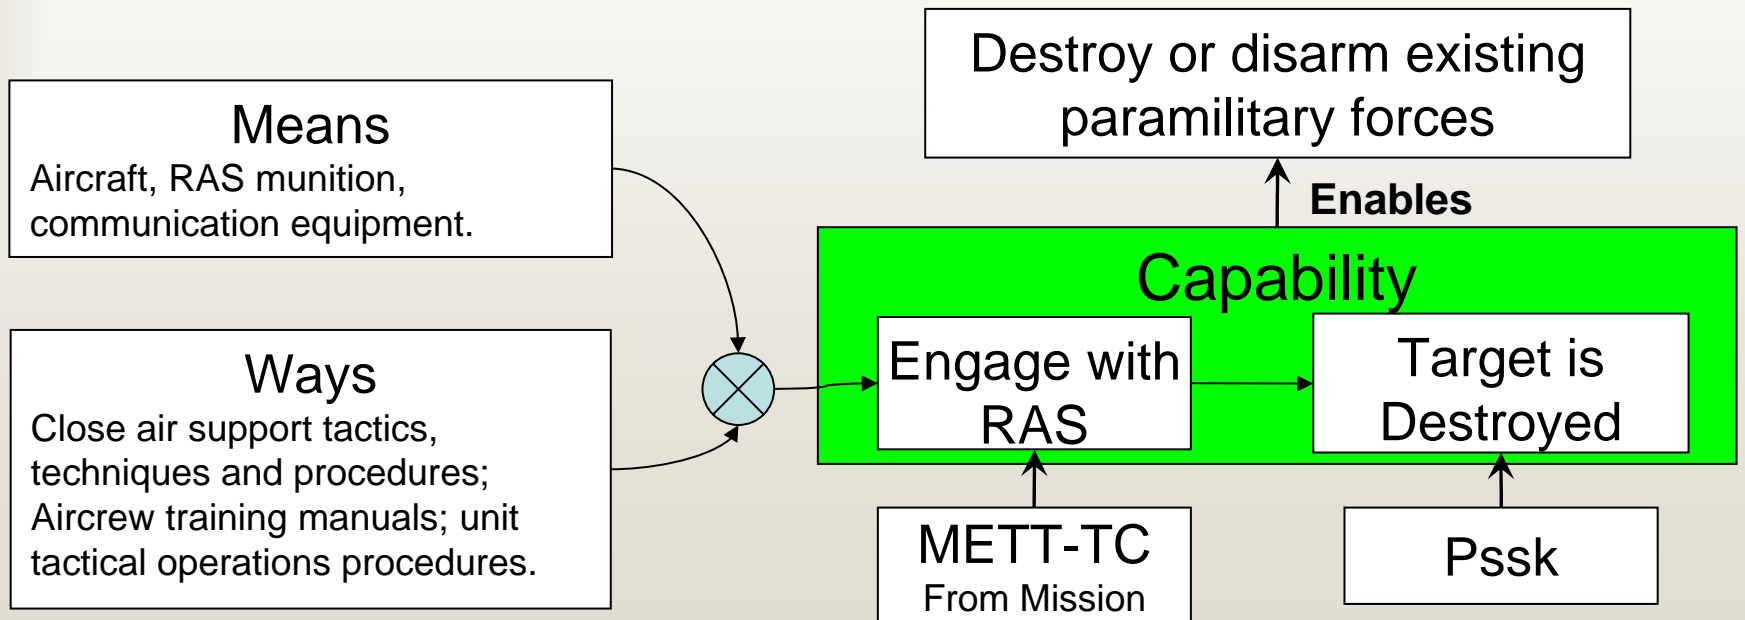 Destroy or disarm existing
paramilitary forces
Means
Aircraft, RAS munition,
communication equipment.
Enables
Capability
Ways
Close air support tactics,
techniques and procedures;
Aircrew training manuals; unit
tactical operations procedures.
Engage with
RAS
Target is
Destroyed
METT-TC
From Mission
Pssk